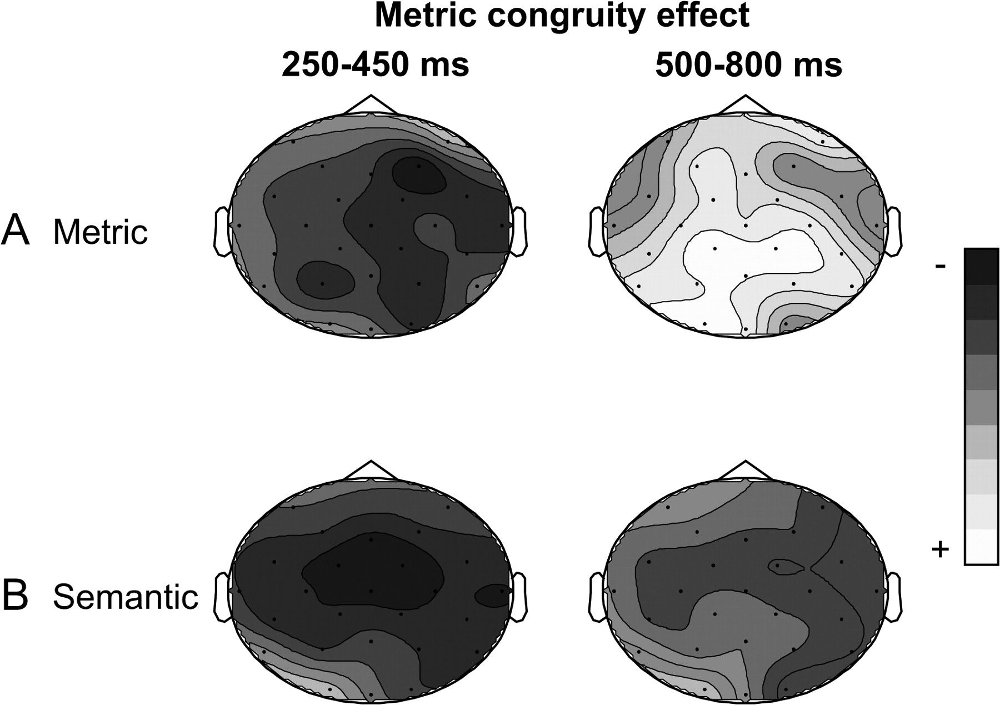 Metric congruity effect
250-450 ms 500-800 ms
A Metric
-
+
B Semantic